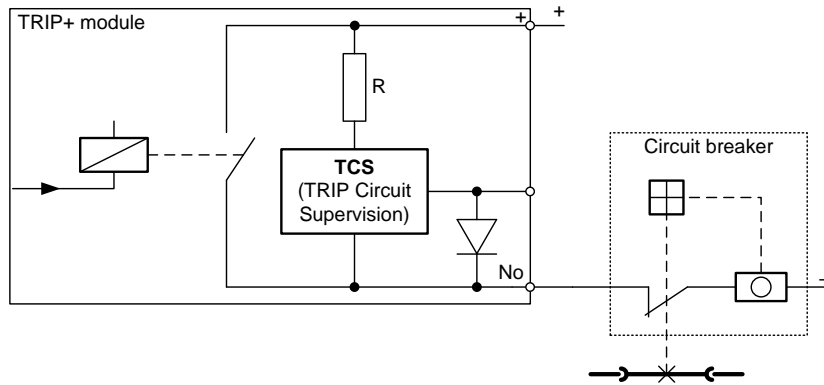 TRIP+ module
+
+
R
TCS
(TRIP Circuit
Supervision)
No
Circuit breaker
-